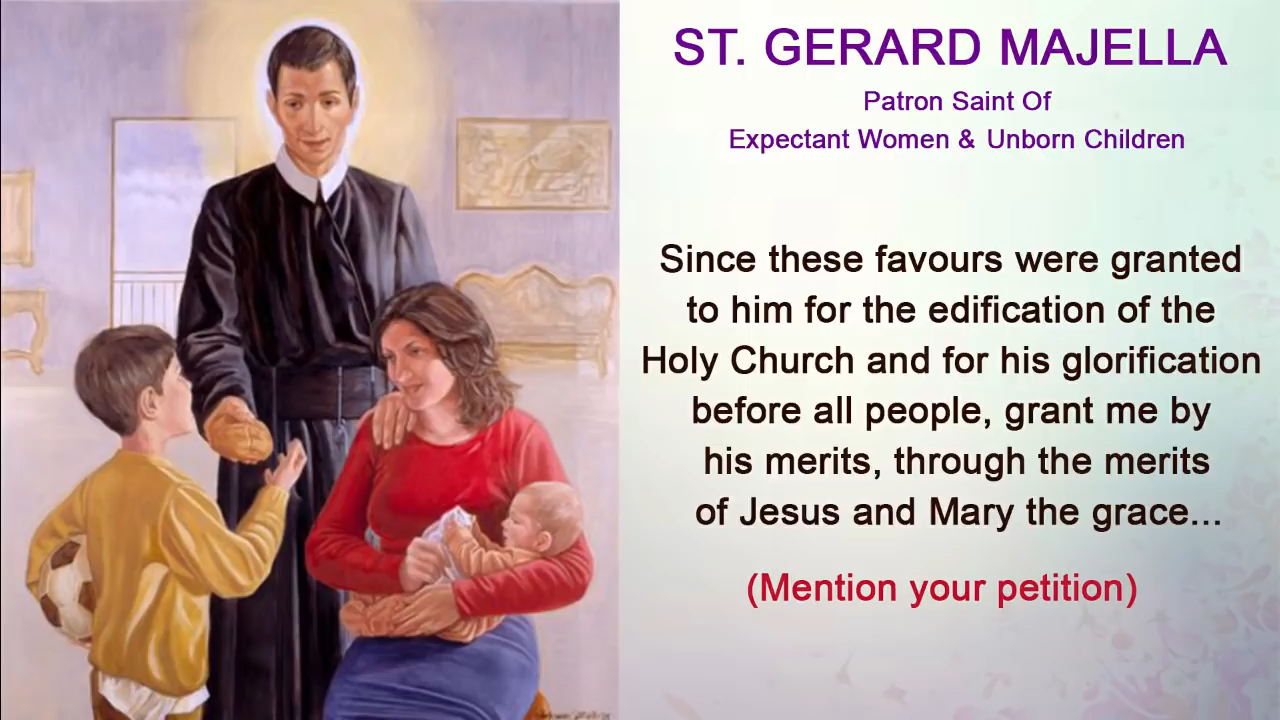 ST. GERARD MAJELLA
Patron Saint Of
Expectant Women & Unborn Children
Since these favours were granted
to him for the edification of the
Holy Church and for his glorification
before all people, grant me by
his merits, through the merits
of Jesus and Mary the grace...
(Mention your petition)